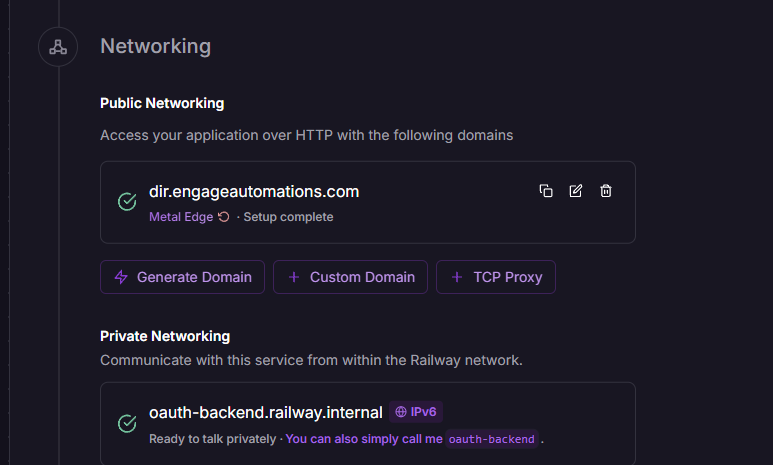 Networking
Public Networking
Access your application over HTTP with the following domains
dir.engageautomations.com
Metal Edge · Setup complete
Generate Domain + Custom Domain + TCP Proxy
Private Networking
Communicate with this service from within the Railway network.
oauth-backend.railway.internal IPv6
Ready to talk privately · You can also simply call me oauth-backend .